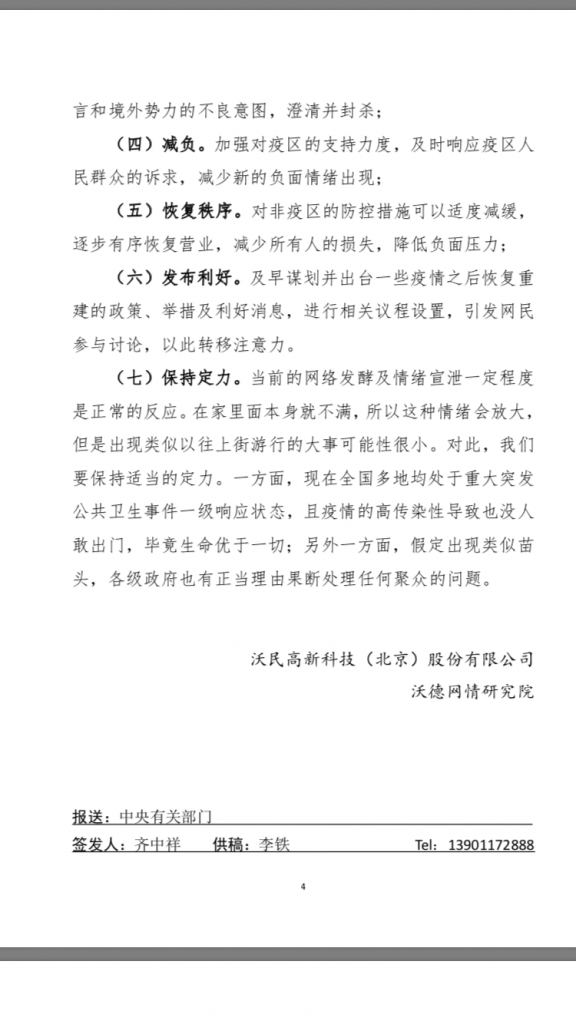 言和境外势力的不良意图，澄清并封杀；
（四）减负。加强对疫区的支持力度，及时响应疫区人
民群众的诉求，减少新的负面情绪出现；
（五）恢复秩序。对非疫区的防控措施可以适度减缓，
逐步有序恢复营业，减少所有人的损失，降低负面压力；
（六）发布利好。及早谋划并出台一些疫情之后恢复重
建的政策、举措及利好消息，进行相关议程设置，引发网民
参与讨论，以此转移注意力。
（七）保持定力。当前的网络发酵及情绪宣泄一定程度
是正常的反应。在家里面本身就不满，所以这种情绪会放大，
但是出现类似以往上街游行的大事可能性很小。对此，我们
要保持适当的定力。一方面，现在全国多地均处于重大突发
公共卫生事件一级响应状态，且疫情的高传染性导致也没人
敢出门，毕竟生命优于一切；另外一方面，假定出现类似苗
头，各级政府也有正当理由果断处理任何聚众的问题。
沃民高新科技（北京）股份有限公司
沃德网情研究院
报送：中央有关部门
签发人：齐中祥 供稿：李铁 Tel：13901172888
4